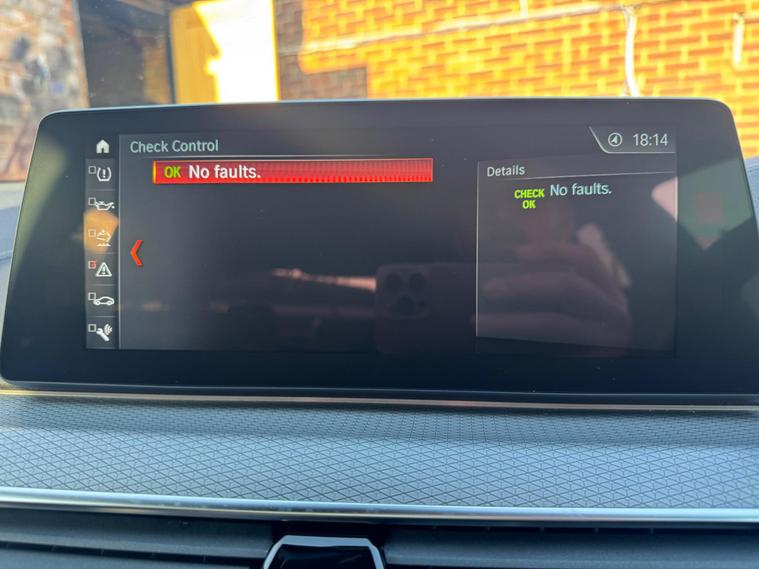 Check Control
18:14
OK No faults.
Details
CHECK OK No faults.